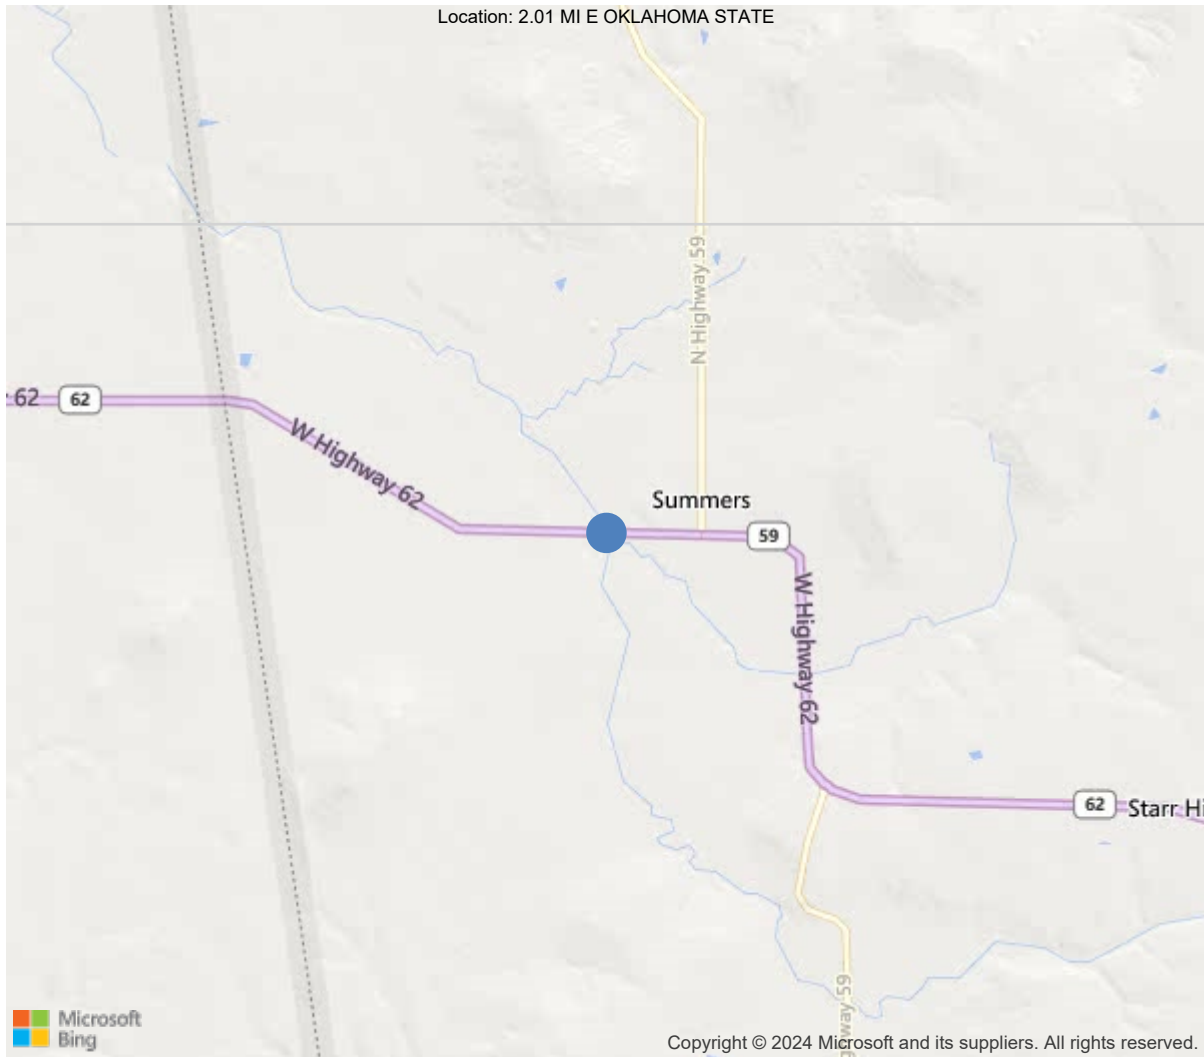 Location: 2.01 MI E OKLAHOMA STATE
N Highway 59
62
62
W Highway 62
Summers
59
W Highway 62
62
Starr Hi
way 59
Microsoft
Bing
Copyright © 2024 Microsoft and its suppliers. All rights reserved.